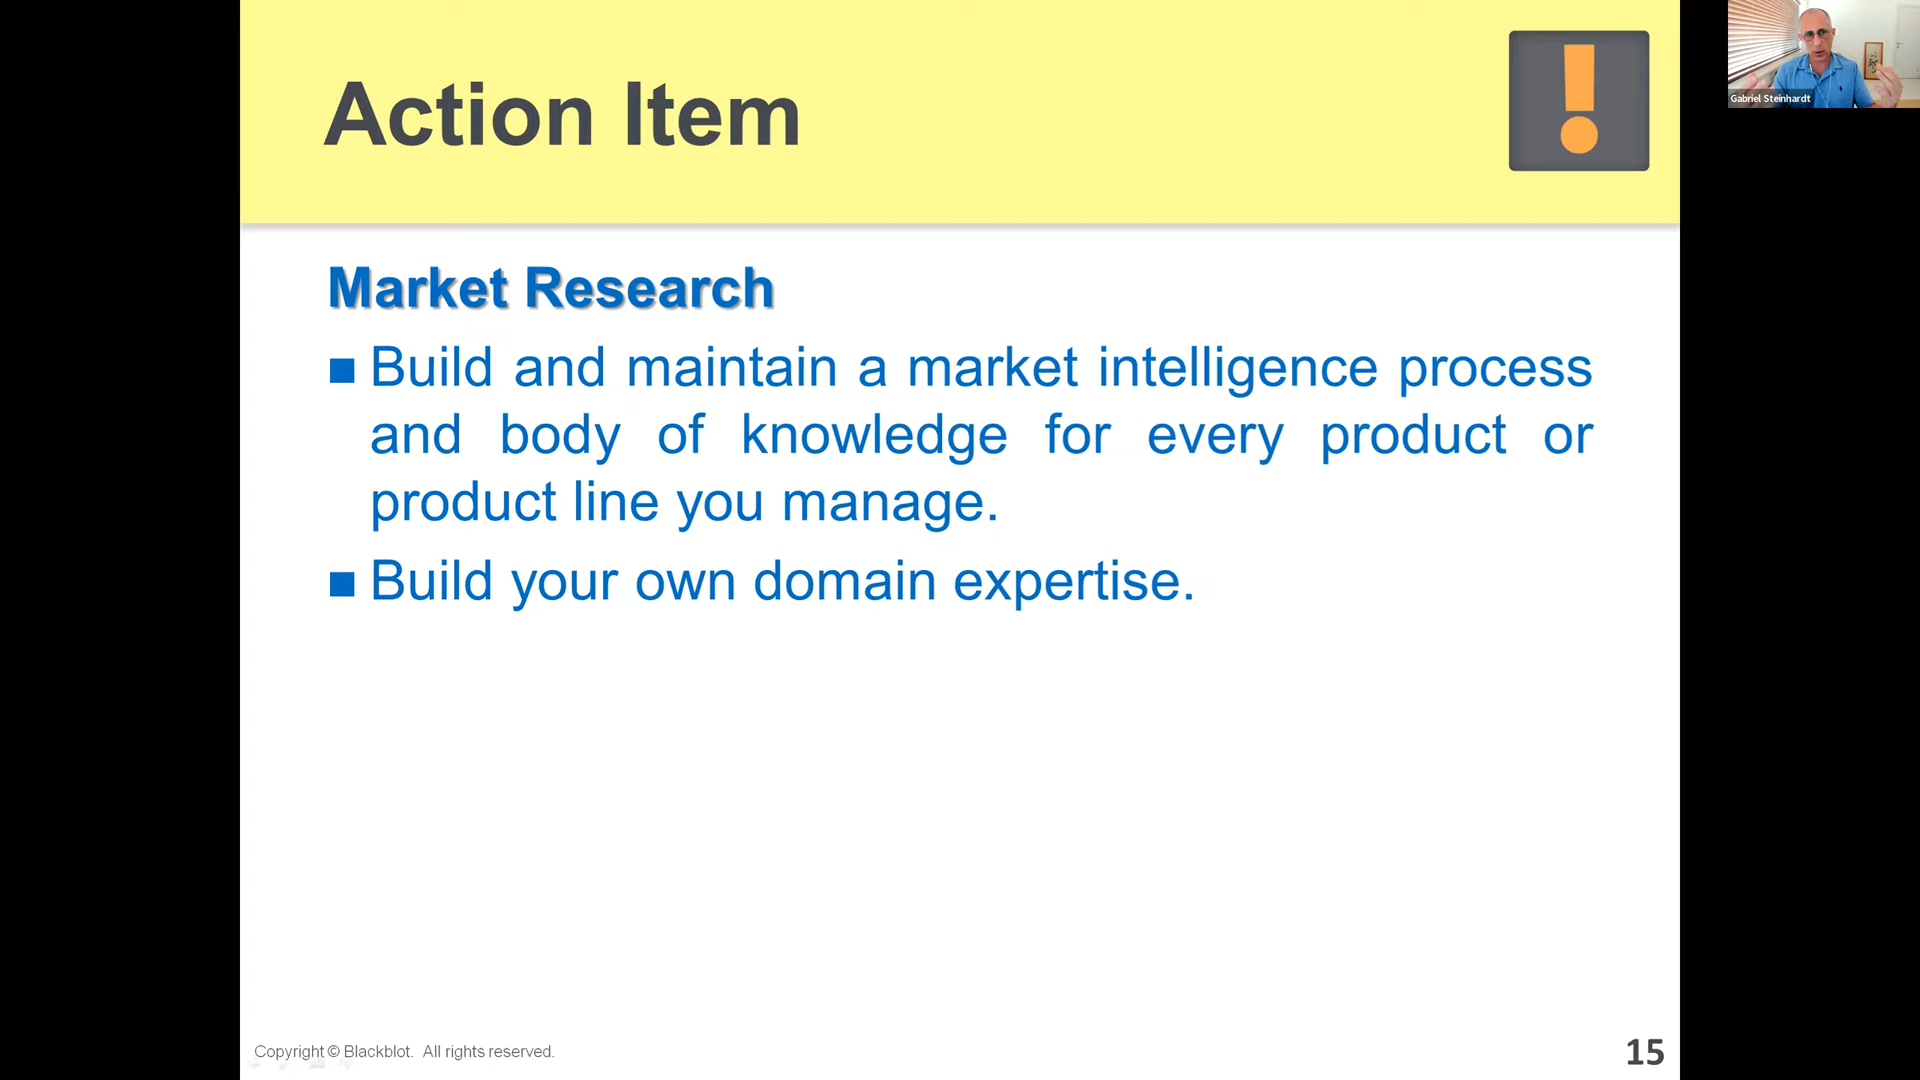 Action Item
Gabriel Steinhardt
Market Research
Build and maintain a market intelligence process
and body of knowledge for every product or
product line you manage.
Build your own domain expertise.
Copyright © Blackblot. All rights reserved.
15